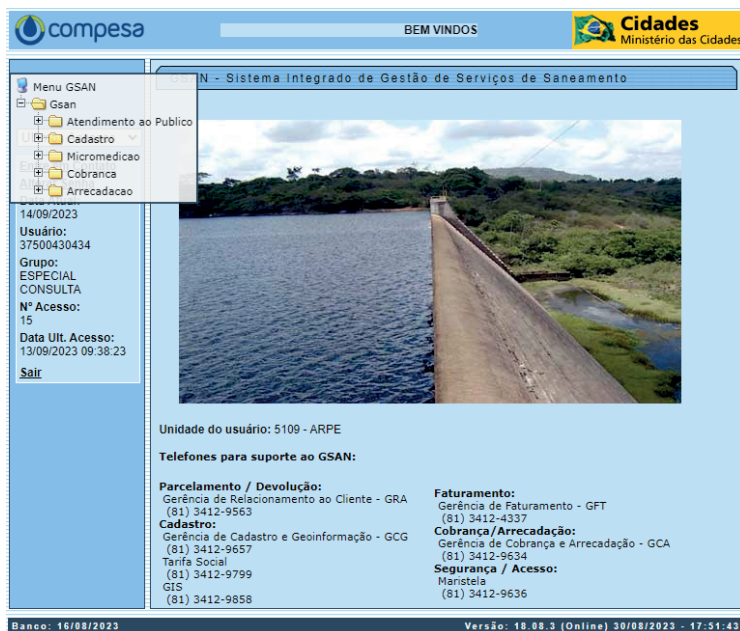 compesa
BEM VINDOS
Cidades
Ministério das Cidades
N - Sistema Integrado de Gestão de Serviços de Saneamento
Menu GSAN
Gsan
Atendimento ao Publico
Cadastro
Micromedicao
Cobranca
Arrecadacao
14/09/2023
Usuário:
37500430434
Grupo:
ESPECIAL
CONSULTA
Nº Acesso:
15
Data Ult. Acesso:
13/09/2023 09:38:23
Sair
Unidade do usuário: 5109 - ARPE
Telefones para suporte ao GSAN:
Parcelamento / Devolução:
Gerência de Relacionamento ao Cliente - GRA
(81) 3412-9563
Cadastro:
Gerência de Cadastro e Geoinformação - GCG
(81) 3412-9657
Tarifa Social
(81) 3412-9799
GIS
(81) 3412-9858
Faturamento:
Gerência de Faturamento - GFT
(81) 3412-4337
Cobrança/Arrecadação:
Gerência de Cobrança e Arrecadação - GCA
(81) 3412-9634
Segurança / Acesso:
Maristela
(81) 3412-9636
Banco: 16/08/2023
Versão: 18.08.3 (Online) 30/08/2023 - 17:51:43